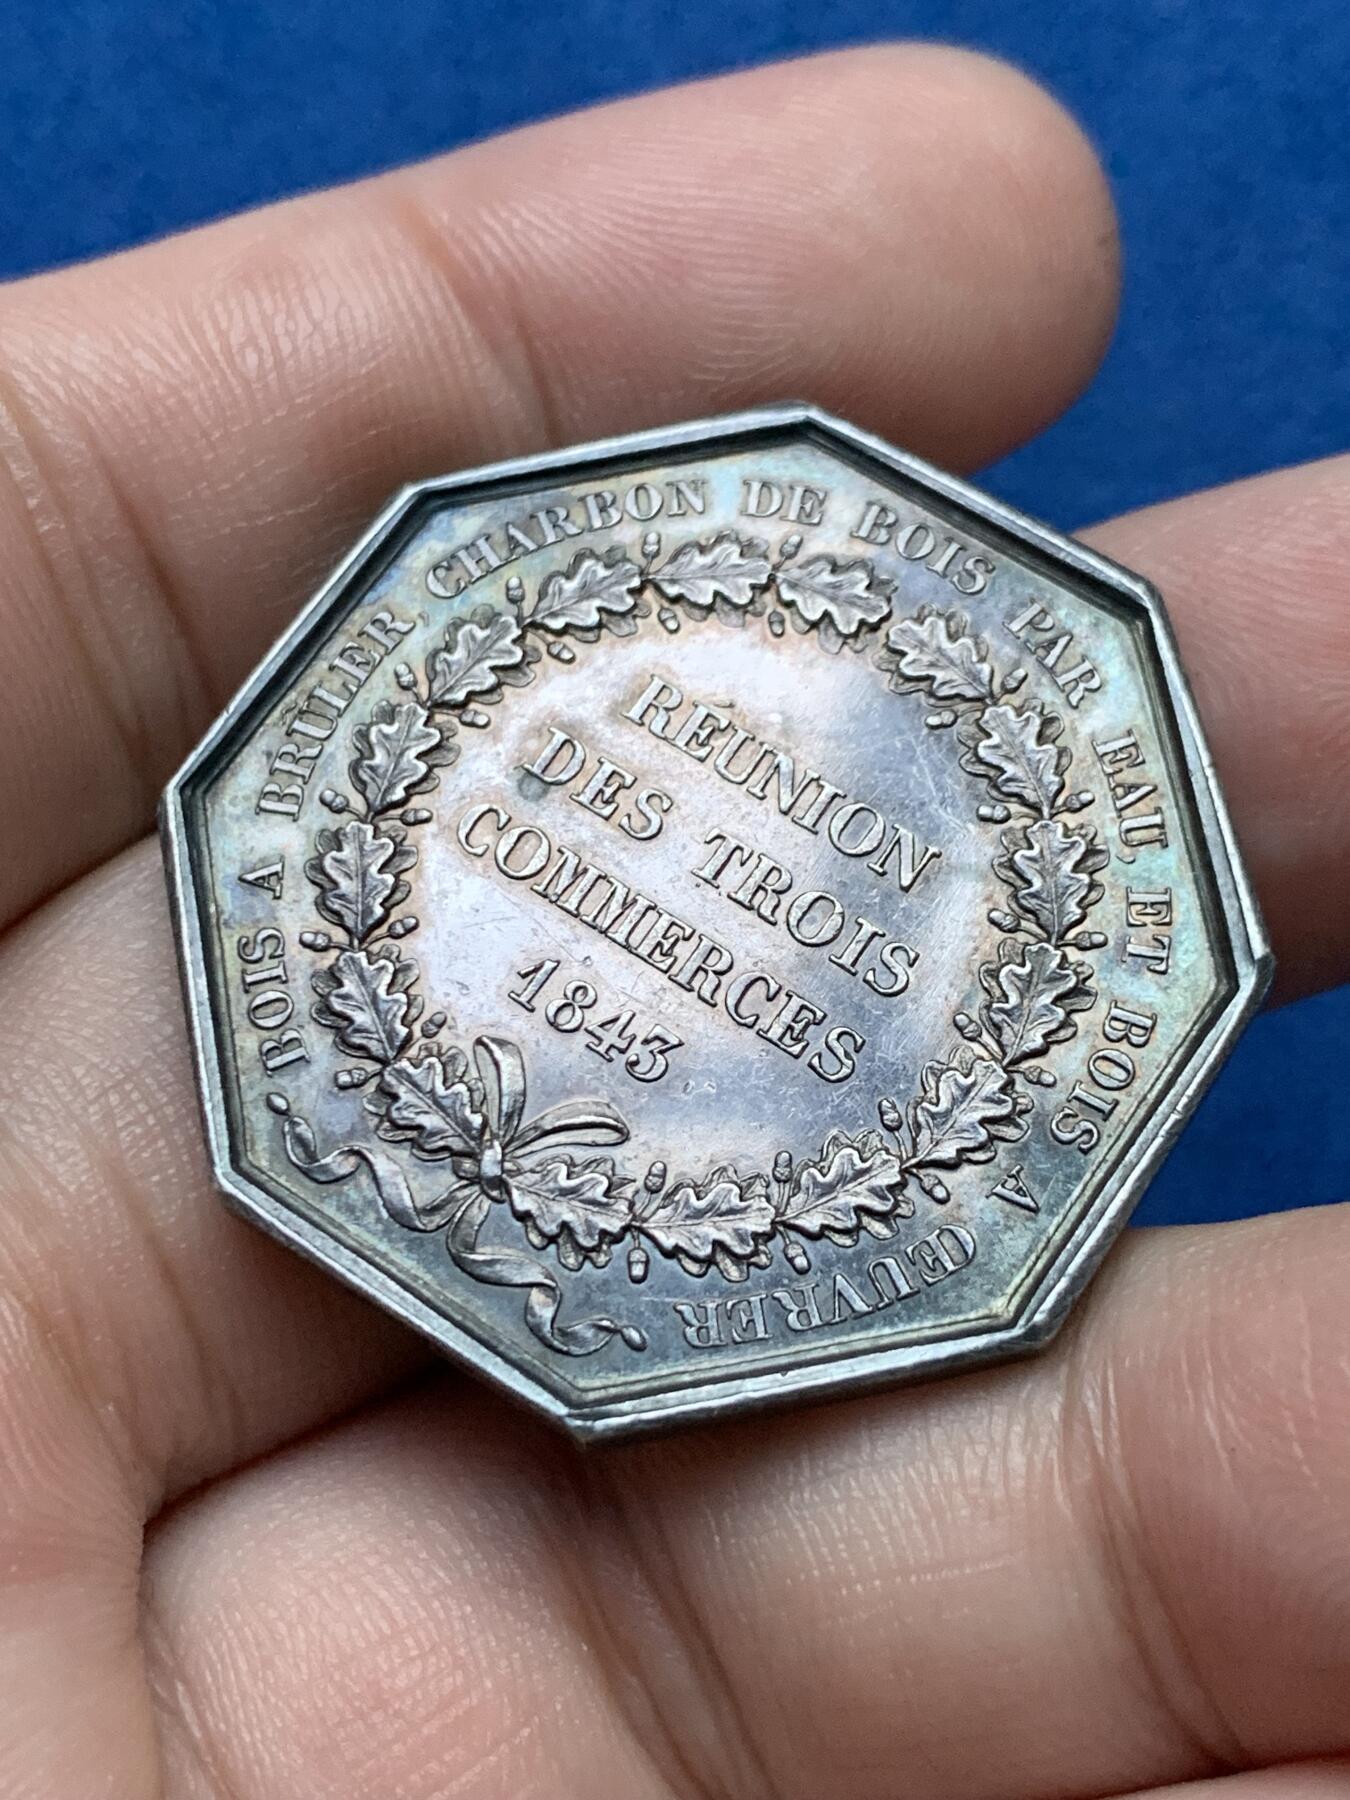 BOIS A BRÛLER, CHARBON DE BOIS PAR EAU, ET BOIS A ŒUVRER
RÉUNION
DES TROIS
COMMERCES
1843